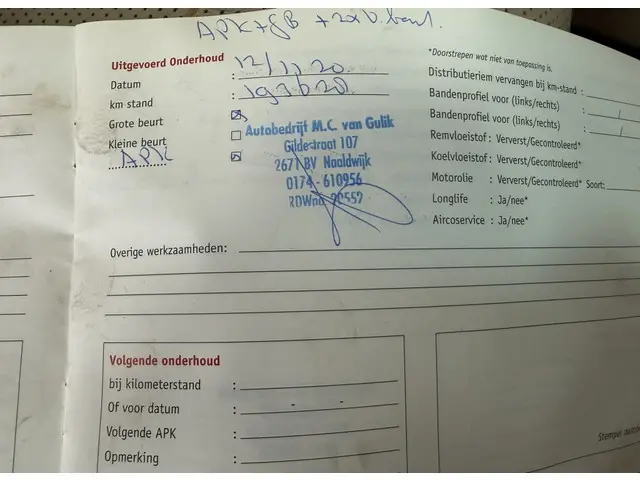 APK + GB + 2x V. band.
Uitgevoerd Onderhoud
Datum : 12/11 20
km stand : 193620
Grote beurt
Kleine beurt
APK
Autobedrijf M.C. van Gulik
Gildestraat 107
2671 BV Naaldwijk
0174 - 610956
RDWno.
*Doorstrepen wat niet van toepassing is.
Distributieriem vervangen bij km-stand :
Bandenprofiel voor (links/rechts) : /
Bandenprofiel voor (links/rechts) : /
Remvloeistof : Ververst/Gecontroleerd*
Koelvloeistof : Ververst/Gecontroleerd*
Motorolie : Ververst/Gecontroleerd* Soort:
Longlife : Ja/nee*
Aircoservice : Ja/nee*
Overige werkzaamheden:
Volgende onderhoud
bij kilometerstand :
Of voor datum : - -
Volgende APK :
Opmerking :
Stempel